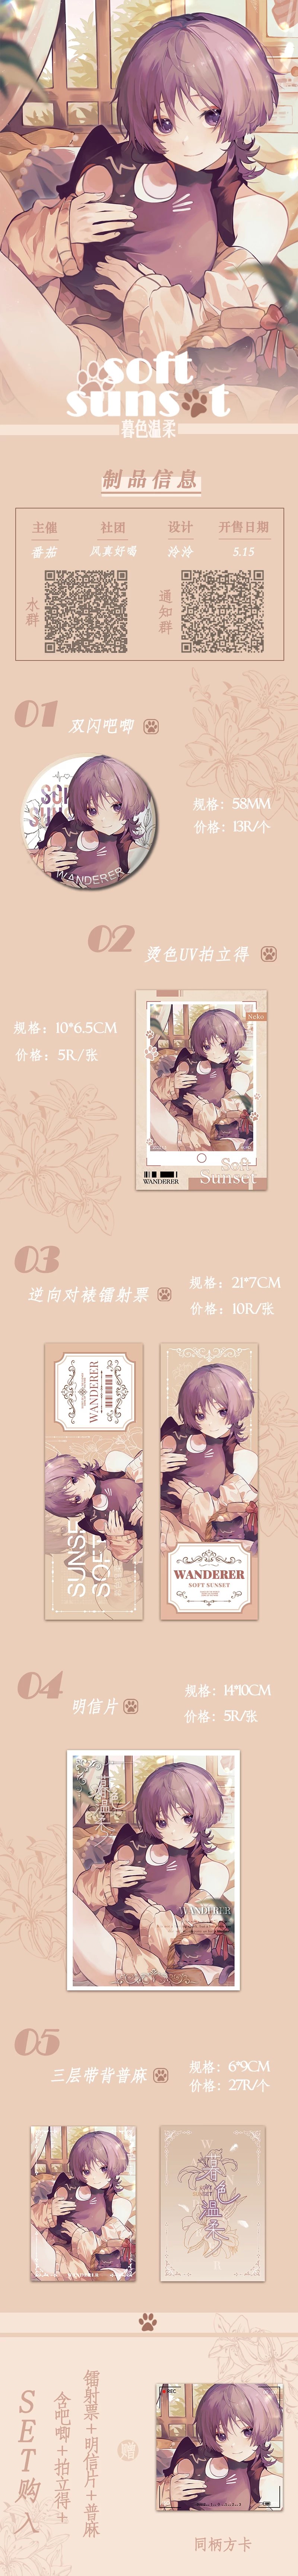 soft
sunset
暮色温柔
制品信息
主催 社团 设计 开售日期
番茄 凤真好喝 泠泠 5.15
水群
通知群
01 双闪吧唧
规格：58MM
价格：13R/个
WANDERER
02 烫色UV拍立得
规格：10*6.5CM
价格：5R/张
Neko
Soft
Sunset
WANDERER
03 逆向对裱镭射票
规格：21*7CM
价格：10R/张
WANDERER
SUNSET
SOFT
WANDERER
SOFT SUNSET
04 明信片
规格：14*10CM
价格：5R/张
暮色温柔
WANDERER
05 三层带背普麻
规格：6*9CM
价格：27R/个
暮色温柔
SET购入
含吧唧+拍立得+
镭射票+明信片+普麻
赠
REC
同柄方卡